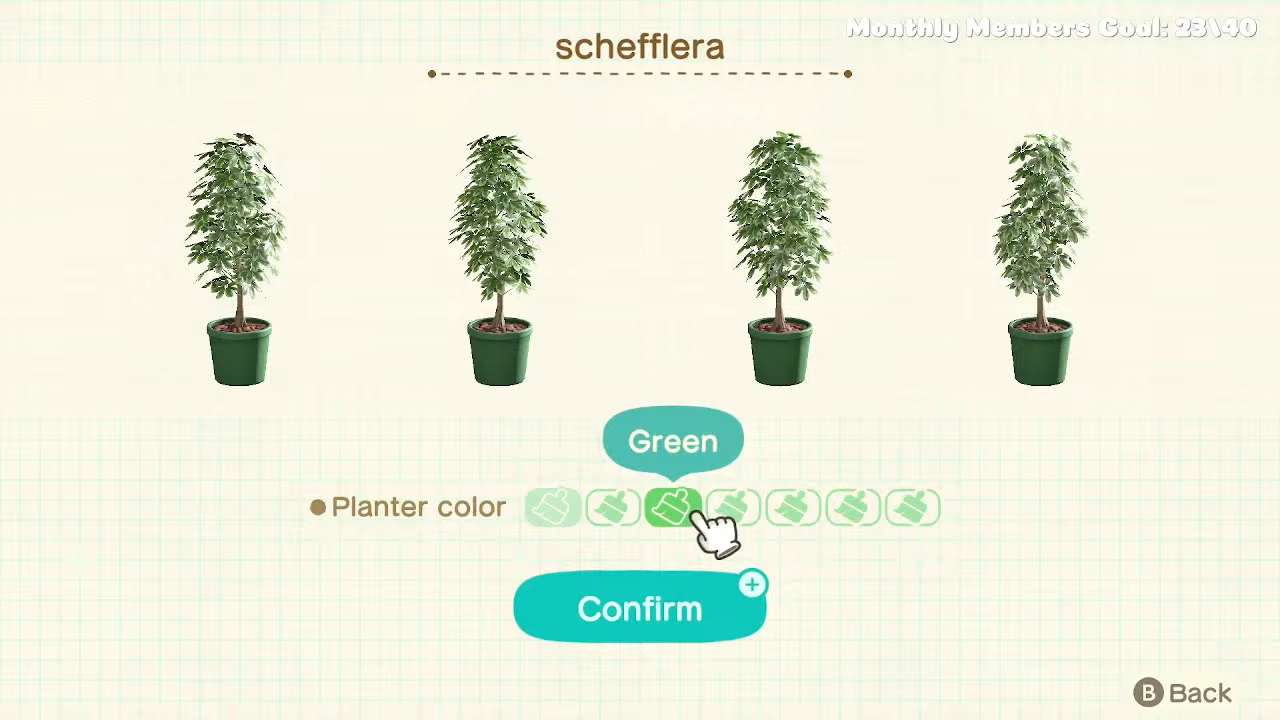 Monthly Members Goal: 23\40
schefflera
Green
Planter color
Confirm
B Back